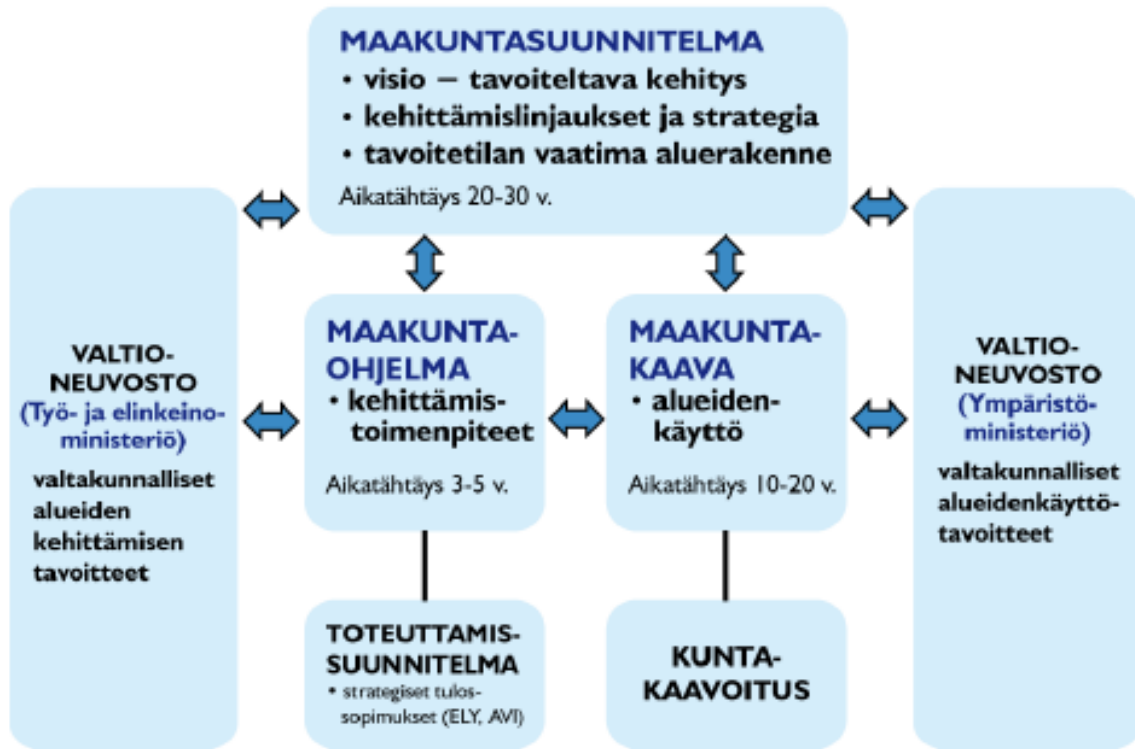 MAAKUNTASUUNNITELMA
• visio – tavoiteltava kehitys
• kehittämislinjaukset ja strategia
• tavoitetilan vaatima aluerakenne
Aikatähtäys 20-30 v.
VALTIO-
NEUVOSTO
(Työ- ja elinkeino-
ministeriö)
valtakunnalliset
alueiden
kehittämisen
tavoitteet
MAAKUNTA-
OHJELMA
• kehittämis-
toimenpiteet
Aikatähtäys 3-5 v.
MAAKUNTA-
KAAVA
• alueiden-
käyttö
Aikatähtäys 10-20 v.
VALTIO-
NEUVOSTO
(Ympäristö-
ministeriö)
valtakunnalliset
alueidenkäyttö-
tavoitteet
TOTEUTTAMIS-
SUUNNITELMA
• strategiset tulos-
sopimukset (ELY, AVI)
KUNTA-
KAAVOITUS